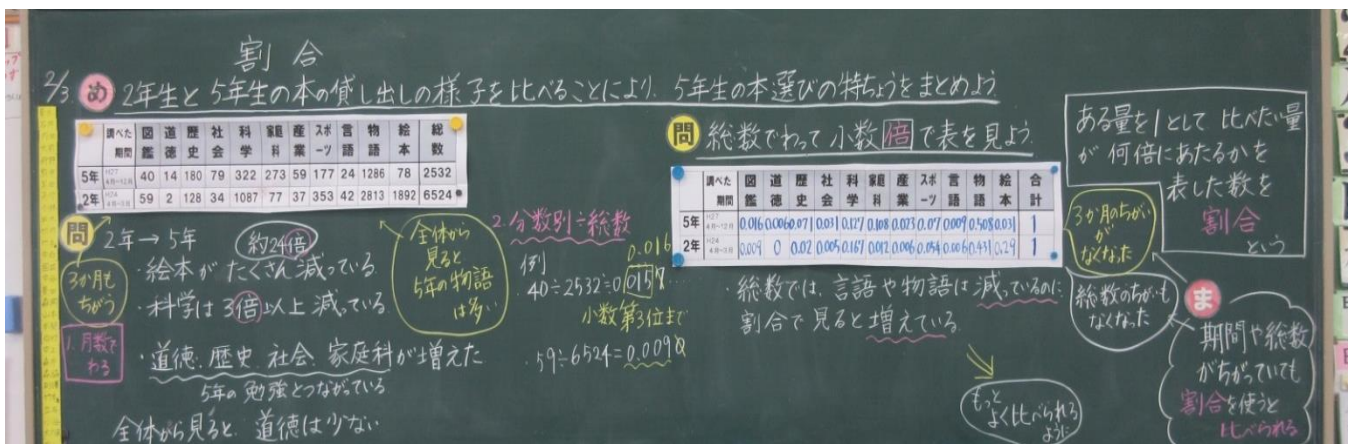 割合
2/3 め 2年生と5年生の本の貸し出しの様子を比べることにより、5年生の本選びの特ちょうをまとめよう
調べた期間 図鑑 道徳 歴史 社会 科学 家庭科 産業 スポーツ 言語 物語 絵本 総数
5年 H27 4月~12月 40 14 180 79 322 273 59 177 24 1286 78 2532
2年 H24 4月~3月 59 2 128 34 1087 77 37 353 42 2813 1892 6524
問 2年→5年
約24倍
・絵本がたくさん減っている
・科学は3倍以上減っている
3か月もちがう
1.月数でわる
・道徳、歴史、社会、家庭科が増えた
5年の勉強とつながっている
全体から見ると、道徳は少ない
全体から
見ると
5年の物語
は多い
2.分数別÷総数
0.016
例
40÷2532=0.0157
小数第3位まで
59÷6524=0.0090
問 総数でわって小数倍で表を見よう
調べた期間 図鑑 道徳 歴史 社会 科学 家庭科 産業 スポーツ 言語 物語 絵本 合計
5年 H27 4月~12月 0.016 0.006 0.071 0.031 0.127 0.108 0.023 0.07 0.009 0.508 0.031 1
2年 H24 4月~3月 0.009 0 0.02 0.005 0.167 0.012 0.006 0.054 0.006 0.431 0.29 1
・総数では、言語や物語は減っているのに
割合で見ると増えている
もっと
よく比べられる
ように
ある量を1として比べたい量
が何倍にあたるかを
表した数を
割合
という
3か月のちがい
が
なくなった
総数のちがいも
なくなった
ま
期間や総数
がちがっていても
割合を使うと
比べられる